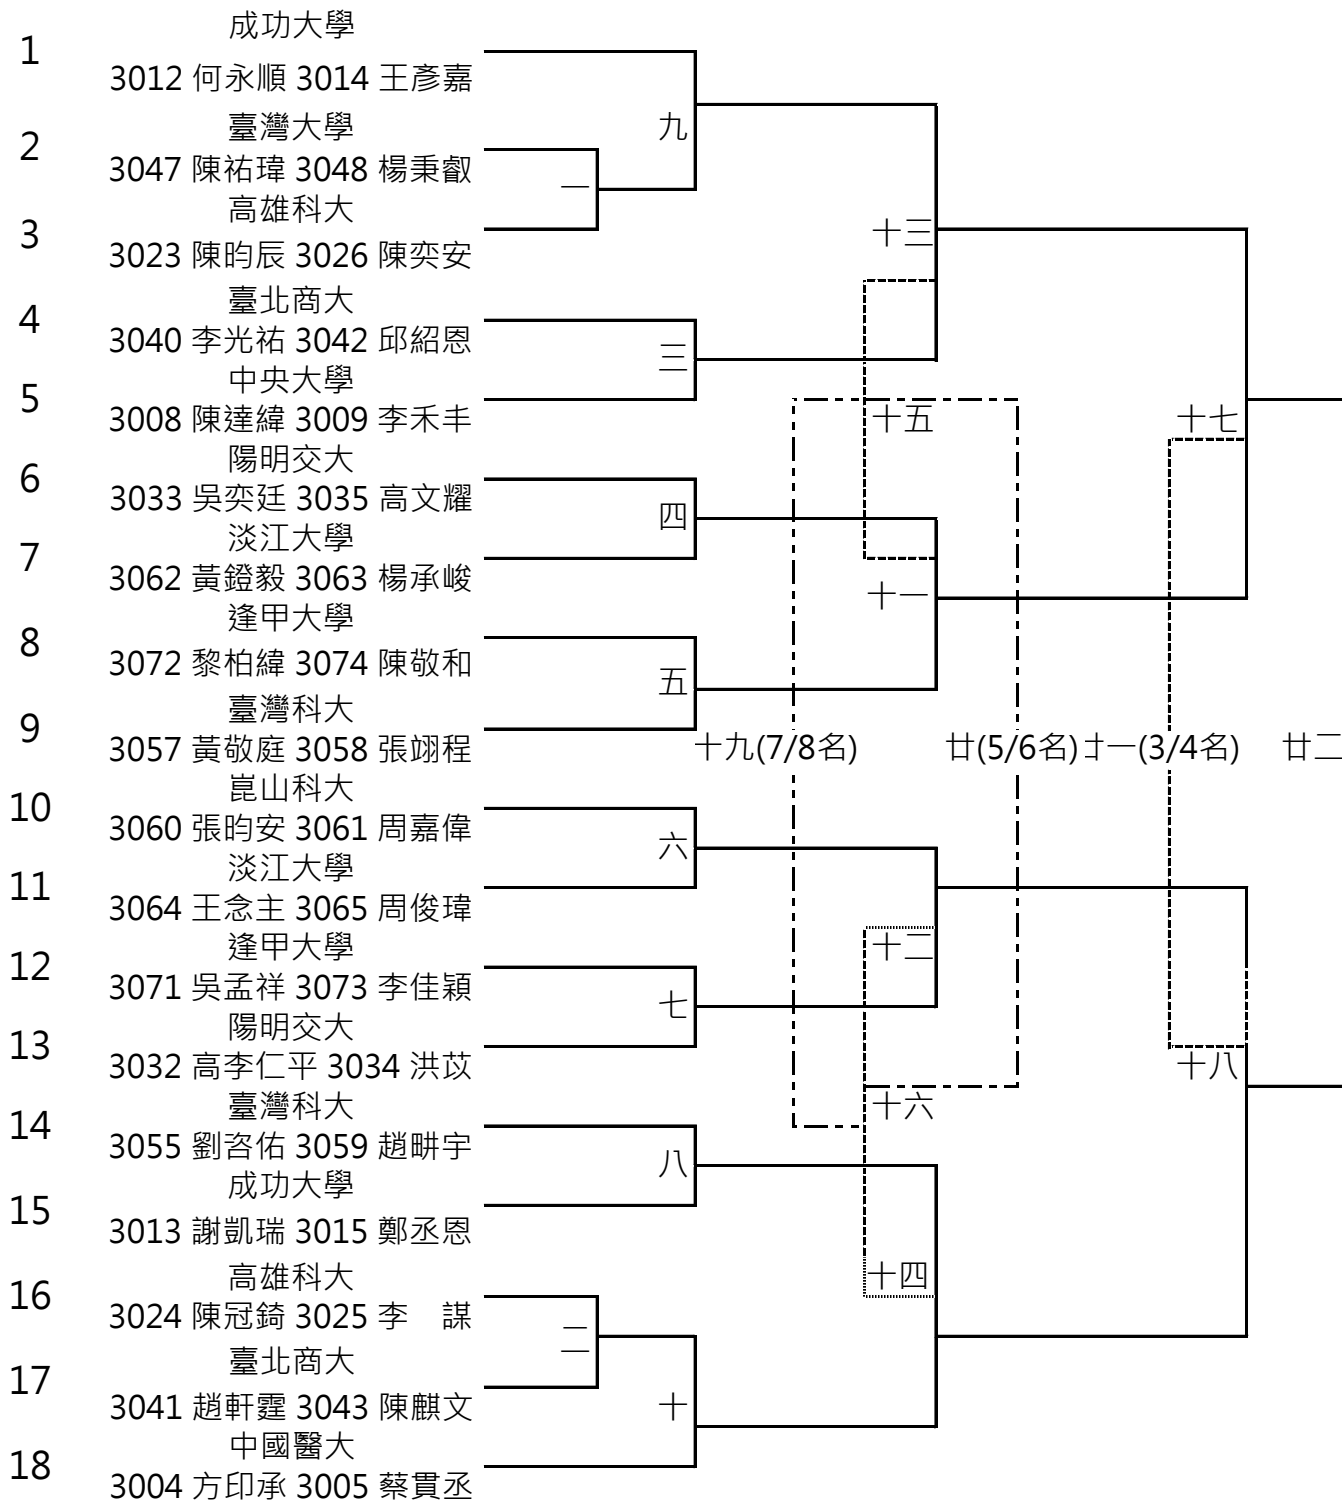 成功大學
1
3012 何永順 3014 王彥嘉
九
臺灣大學
2
3047 陳祐瑋 3048 楊秉叡
一
高雄科大
3
3023 陳昀辰 3026 陳奕安
十三
臺北商大
4
3040 李光祐 3042 邱紹恩
三
中央大學
5
3008 陳達緯 3009 李禾丰
十五
十七
陽明交大
6
3033 吳奕廷 3035 高文耀
四
淡江大學
7
3062 黃鐙毅 3063 楊承峻
十一
逢甲大學
8
3072 黎柏緯 3074 陳敬和
五
臺灣科大
9
3057 黃敬庭 3058 張翊程
十九(7/8名)
廿(5/6名)
廿一(3/4名)
廿二
崑山科大
10
3060 張昀安 3061 周嘉偉
六
淡江大學
11
3064 王念主 3065 周俊瑋
逢甲大學
十二
12
3071 吳孟祥 3073 李佳穎
七
陽明交大
13
3032 高李仁平 3034 洪苡
十八
臺灣科大
十六
14
3055 劉咨佑 3059 趙畊宇
八
成功大學
15
3013 謝凱瑞 3015 鄭丞恩
高雄科大
十四
16
3024 陳冠錡 3025 李　謀
二
臺北商大
17
3041 趙軒霆 3043 陳麒文
十
中國醫大
18
3004 方印承 3005 蔡貫丞